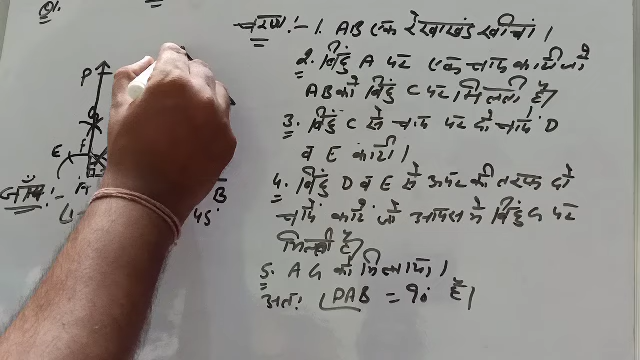 चरण :- 1. AB एक रेखाखंड खींचा।
2. बिंदु A पर एक चाप काटी जो
AB को बिंदु C पर मिलती है।
3. बिंदु C से चाप पर दो चाप D
व E काटी।
4. बिंदु D व E से ऊपर की तरफ दो
चापें काटें जो आपस में बिंदु G पर
मिलती हैं।
5. AG को मिलाया।
अतः ∠PAB = 90° है।
P
G
E F
A B
45°